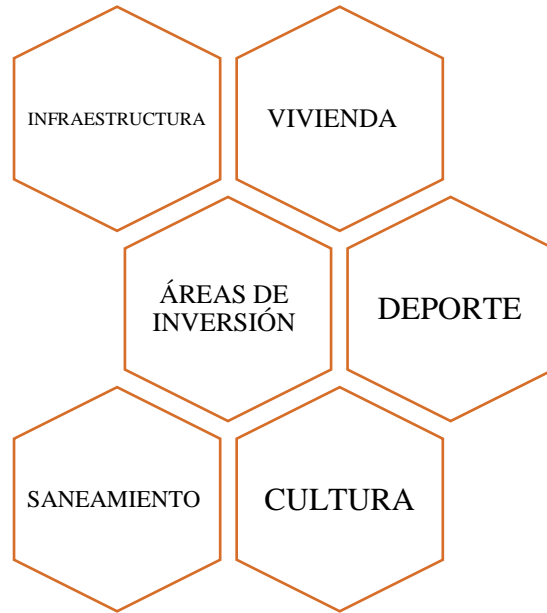 INFRAESTRUCTURA
VIVIENDA
ÁREAS DE
INVERSIÓN
DEPORTE
SANEAMIENTO
CULTURA